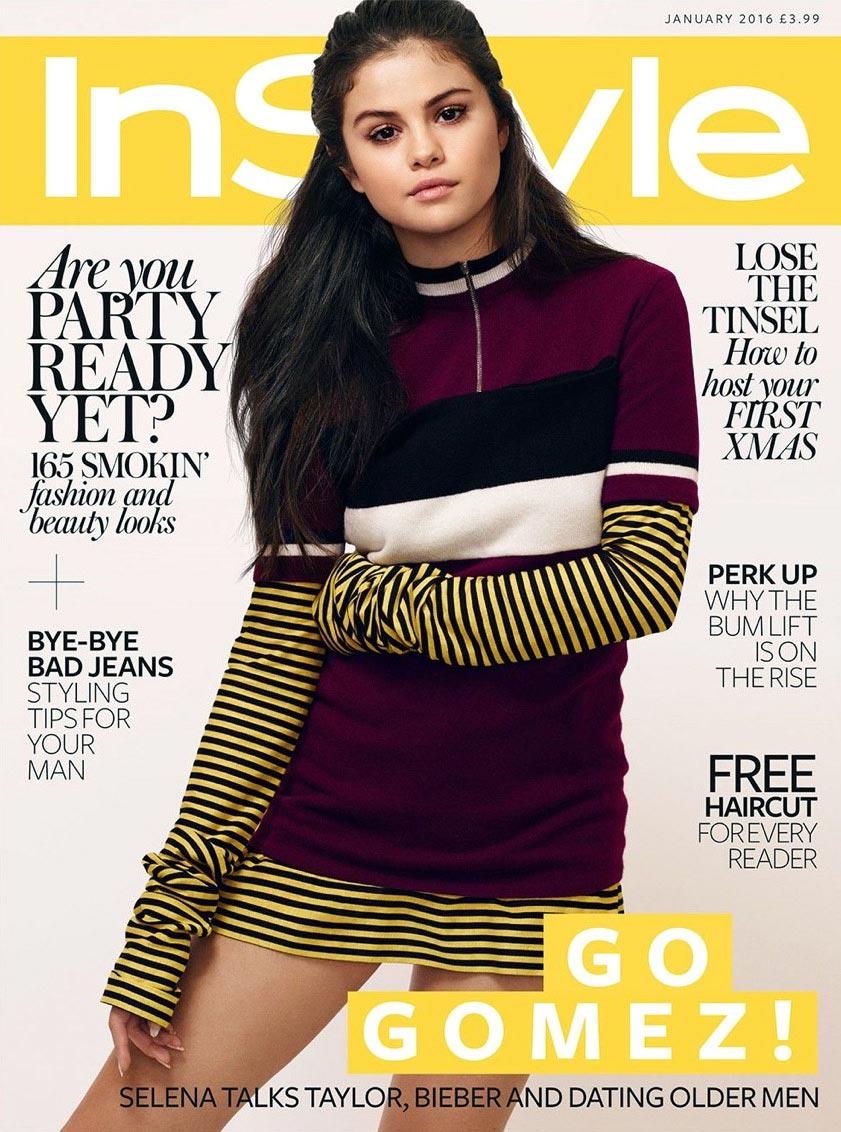 JANUARY 2016 £3.99
InStyle
Are you
PARTY
READY
YET?
165 SMOKIN'
fashion and
beauty looks
BYE-BYE
BAD JEANS
STYLING
TIPS FOR
YOUR
MAN
LOSE
THE
TINSEL
How to
host your
FIRST
XMAS
PERK UP
WHY THE
BUM LIFT
IS ON
THE RISE
FREE
HAIRCUT
FOR EVERY
READER
GO
GOMEZ!
SELENA TALKS TAYLOR, BIEBER AND DATING OLDER MEN